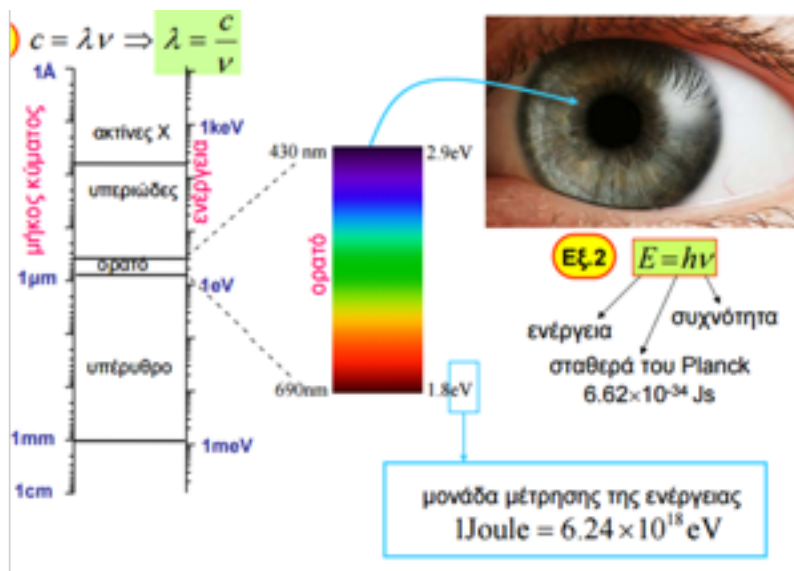 c = λν ⇒ λ = c/ν
1Å
μήκος κύματος
ακτίνες Χ
1keV
ενέργεια
υπεριώδες
ορατό
1μm
1eV
υπέρυθρο
1mm
1meV
1cm
430 nm
2.9eV
ορατό
690nm
1.8eV
Εξ.2 E = hν
ενέργεια
συχνότητα
σταθερά του Planck
6.62×10⁻³⁴ Js
μονάδα μέτρησης της ενέργειας
1Joule = 6.24×10¹⁸ eV